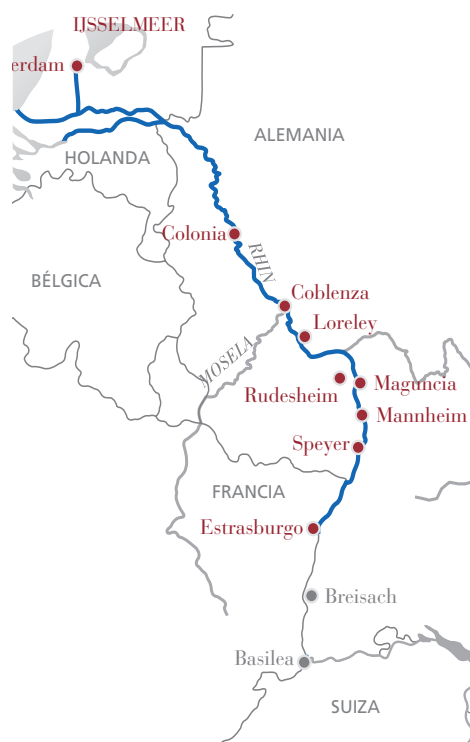 IJSSELMEER
erdam
ALEMANIA
HOLANDA
Colonia
RHIN
BÉLGICA
Coblenza
Loreley
MOSELA
Maguncia
Rudesheim
Mannheim
Speyer
FRANCIA
Estrasburgo
Breisach
Basilea
SUIZA